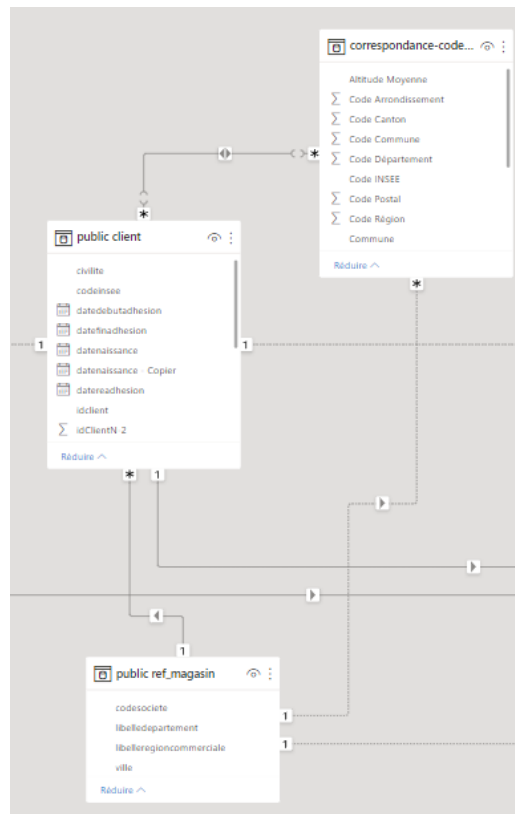 correspondance-code...
Altitude Moyenne
Code Arrondissement
Code Canton
Code Commune
Code Département
Code INSEE
Code Postal
Code Région
Commune
Réduire
*
*
*
public client
civilite
codeinsee
datedebutadhesion
datefinadhesion
datenaissance
datenaissance - Copier
datereadhesion
idclient
idClientN-2
Réduire
1
1
*
1
1
public ref_magasin
codesociete
libelledepartement
libelleregioncommerciale
ville
Réduire
1
1